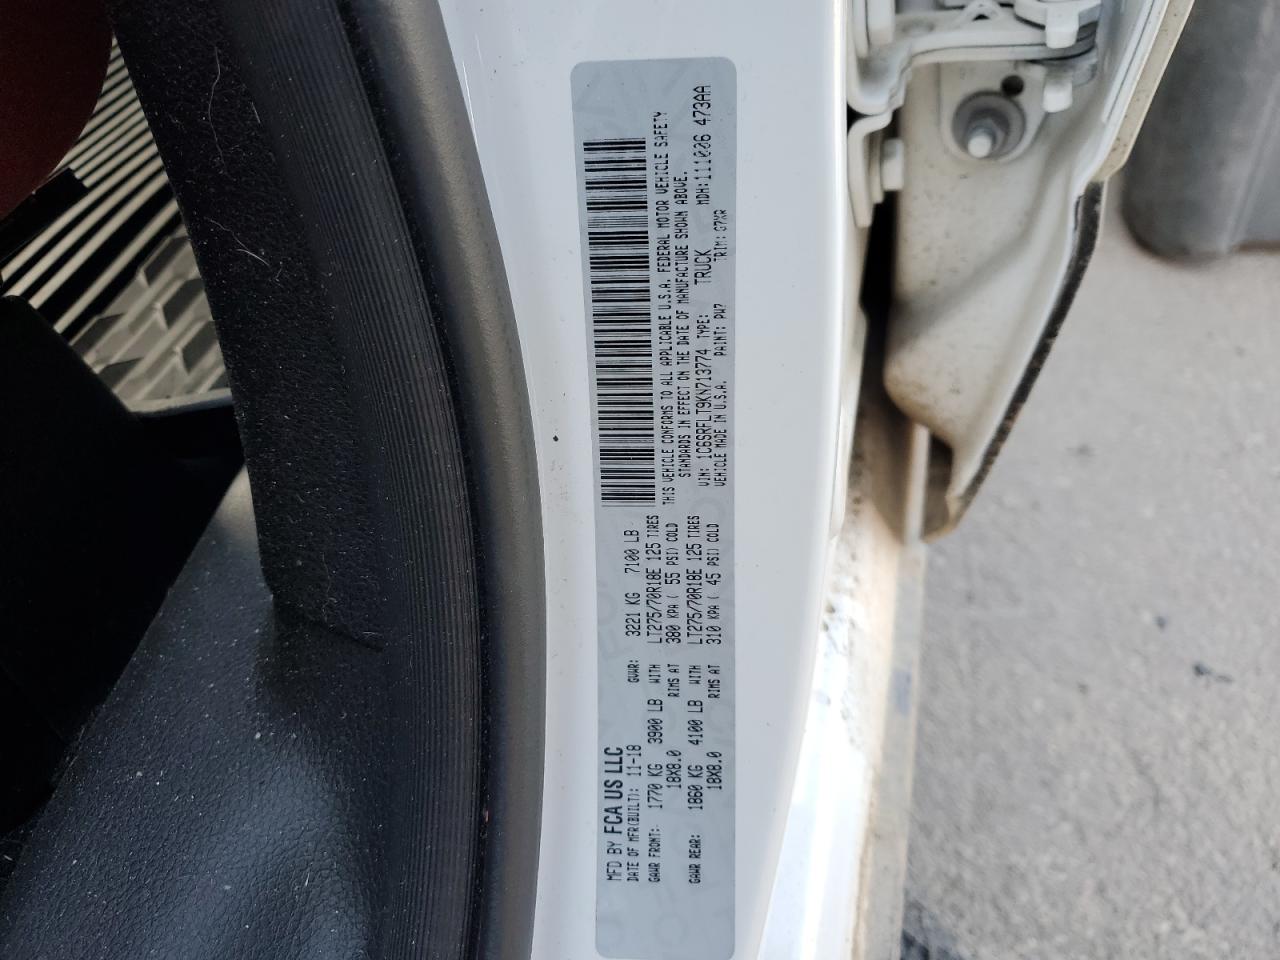 MFD BY FCA US LLC
DATE OF MFR(BUILT): 11-18 GVWR: 3221 KG 7100 LB
GAWR FRONT: 1770 KG 3900 LB WITH LT275/70R18E 125 TIRES
18X8.0 RIMS AT 380 KPA ( 55 PSI) COLD
GAWR REAR: 1860 KG 4100 LB WITH LT275/70R18E 125 TIRES
18X8.0 RIMS AT 310 KPA ( 45 PSI) COLD
THIS VEHICLE CONFORMS TO ALL APPLICABLE U.S.A. FEDERAL MOTOR VEHICLE SAFETY
STANDARDS IN EFFECT ON THE DATE OF MANUFACTURE SHOWN ABOVE.
VIN: 1C6SRFLT9KN713774 TYPE: TRUCK MDH:111006 473AA
VEHICLE MADE IN U.S.A. PAINT: PW7 TRIM: G7XR